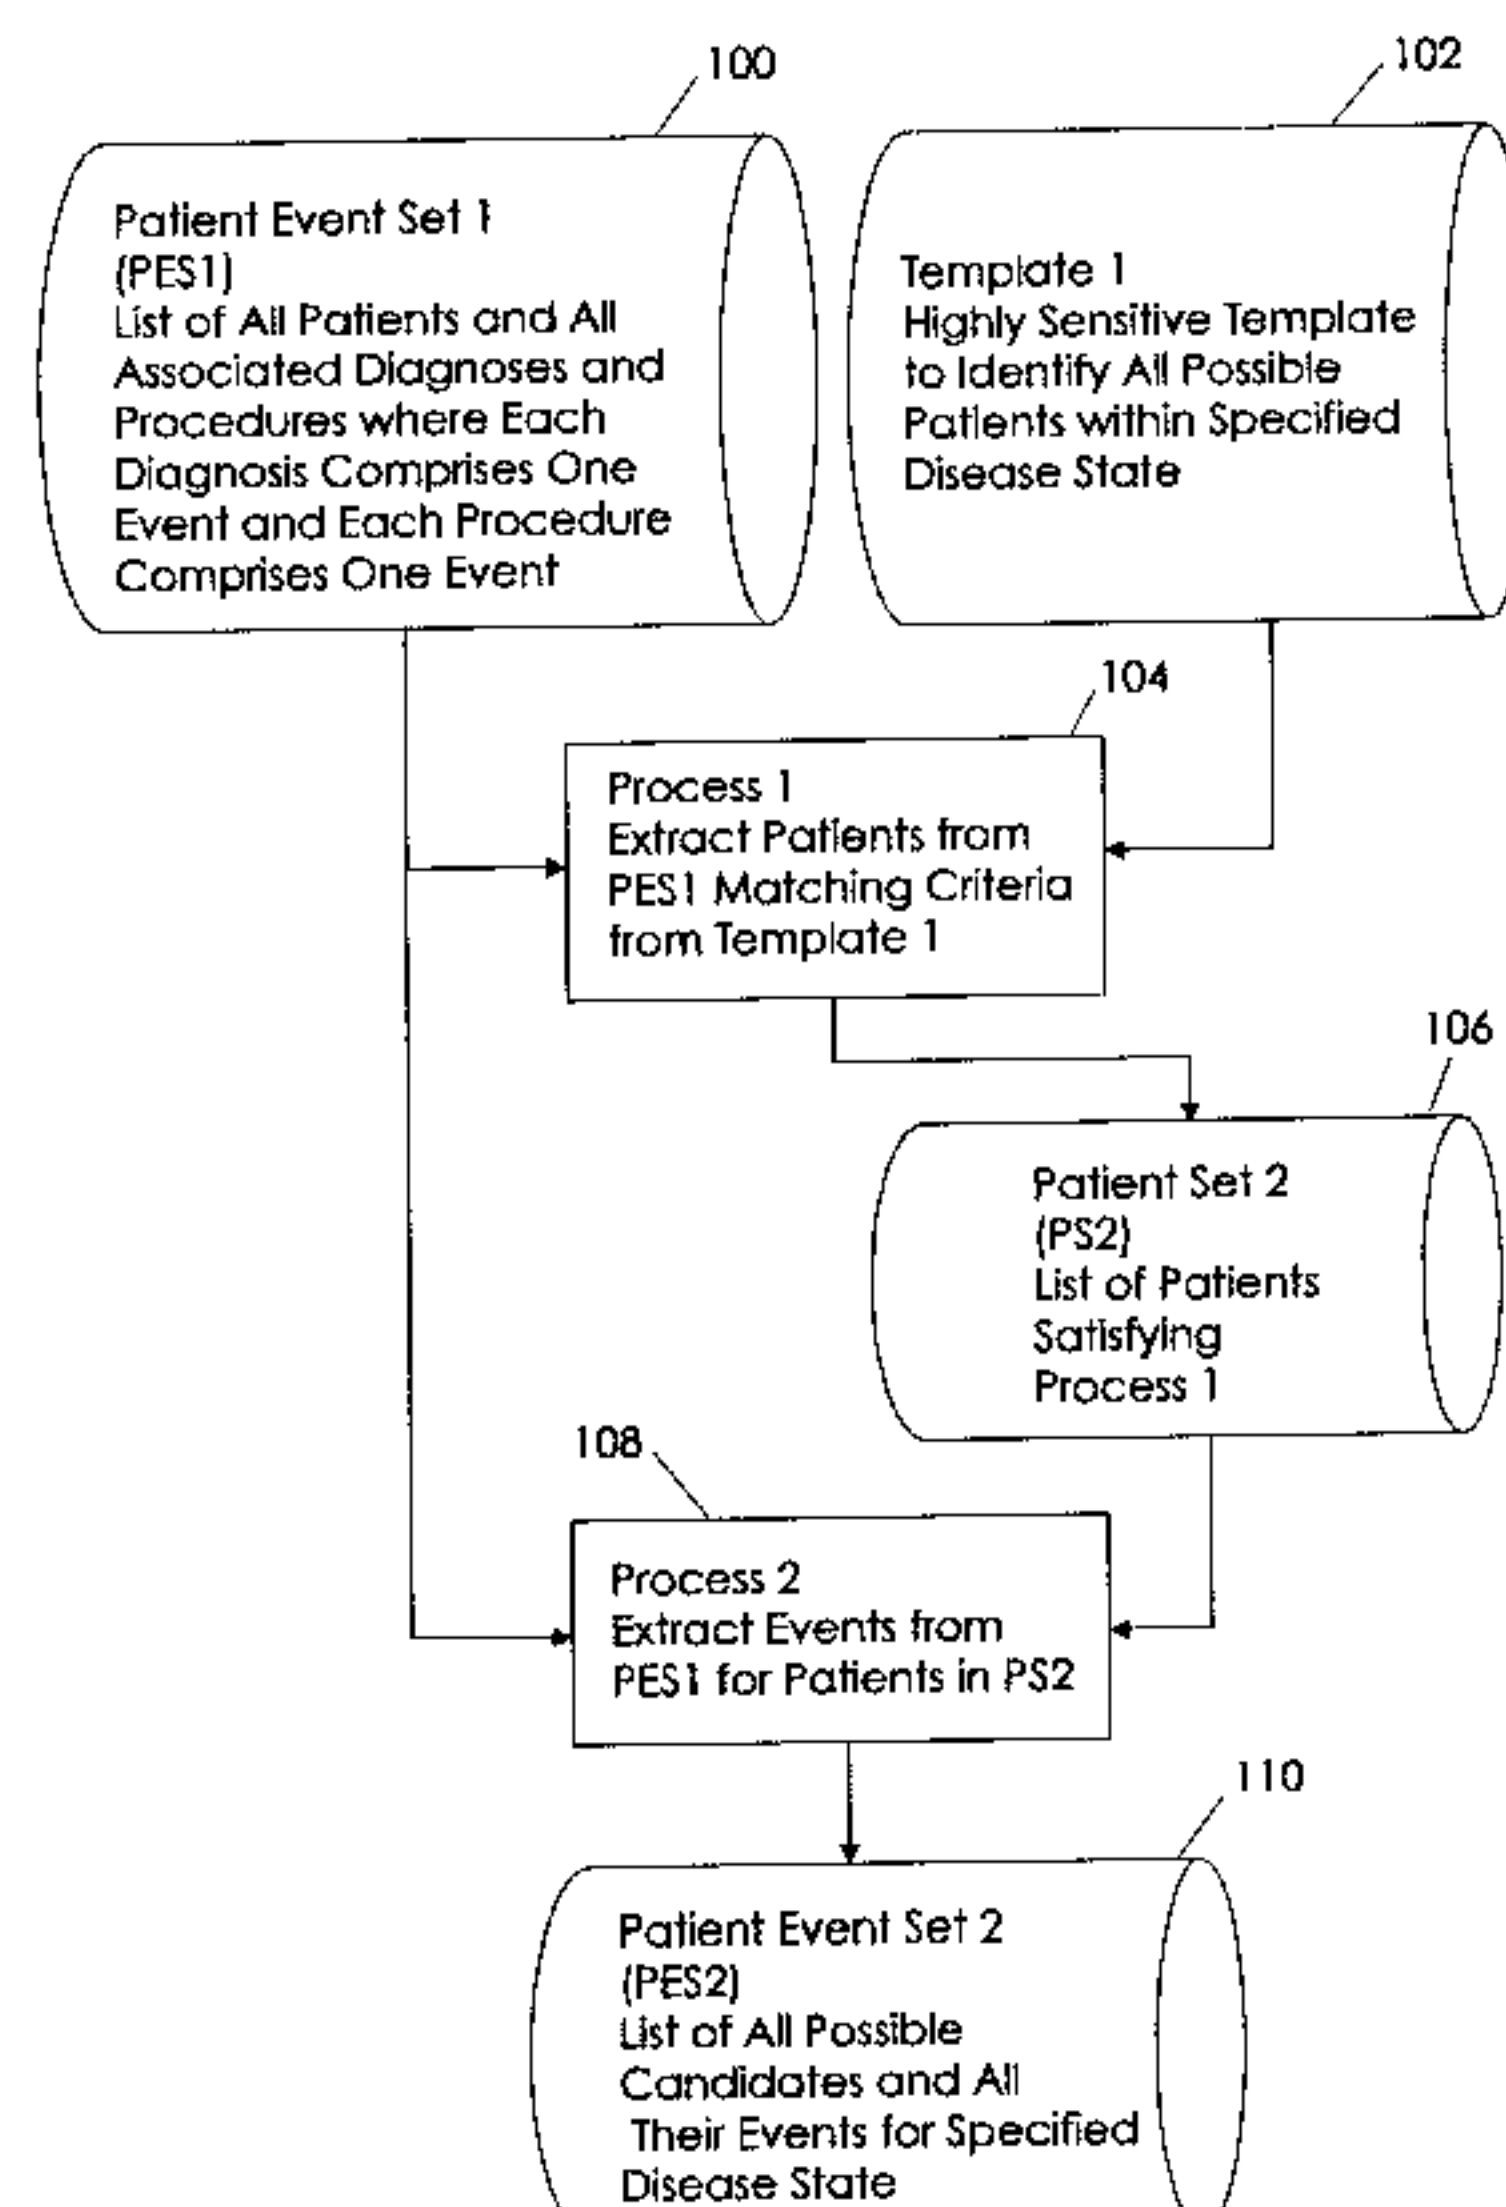 100
102
Patient Event Set 1
(PES1)
List of All Patients and All
Associated Diagnoses and
Procedures where Each
Diagnosis Comprises One
Event and Each Procedure
Comprises One Event
Template 1
Highly Sensitive Template
to Identify All Possible
Patients within Specified
Disease State
104
Process 1
Extract Patients from
PES1 Matching Criteria
from Template 1
106
Patient Set 2
(PS2)
List of Patients
Satisfying
Process 1
108
Process 2
Extract Events from
PES1 for Patients in PS2
110
Patient Event Set 2
(PES2)
List of All Possible
Candidates and All
Their Events for Specified
Disease State